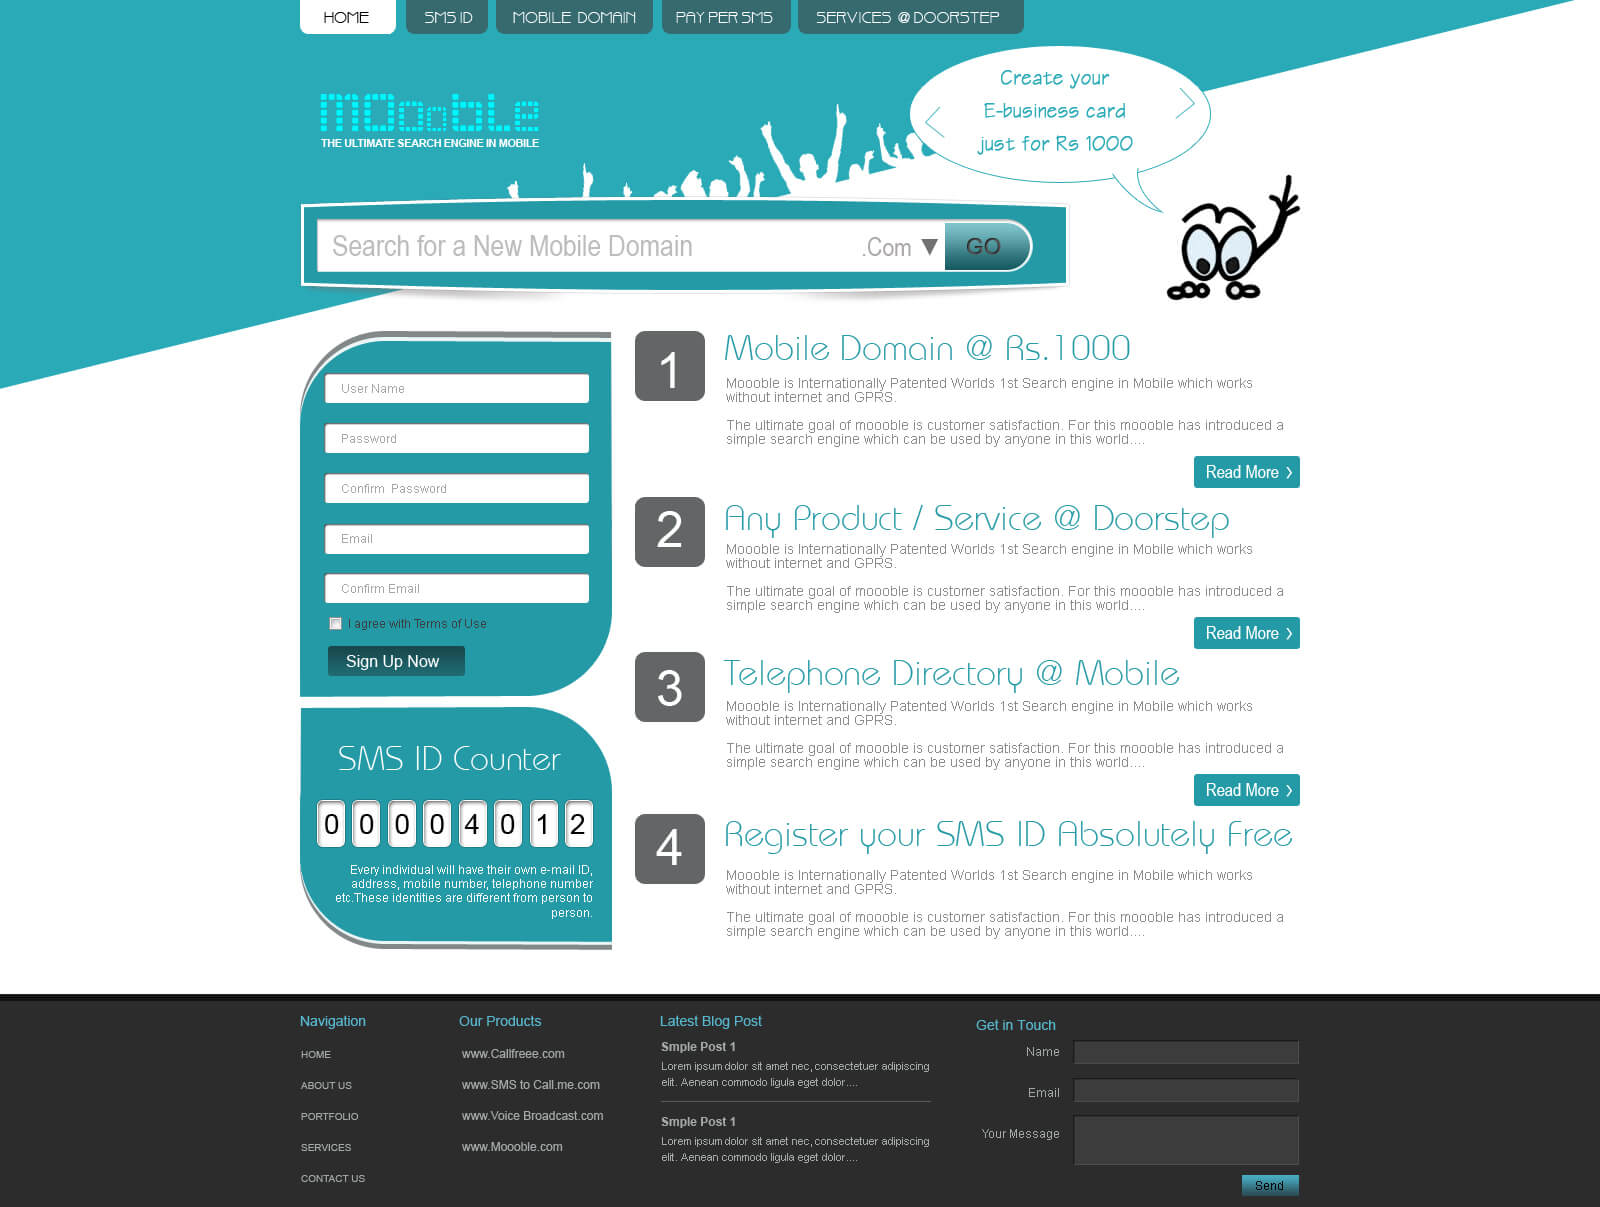 HOME
SMS ID
MOBILE DOMAIN
PAY PER SMS
SERVICES @ DOORSTEP
MOoooble
THE ULTIMATE SEARCH ENGINE IN MOBILE
Create your
E-business card
just for Rs 1000
Search for a New Mobile Domain
.Com
GO
User Name
Password
Confirm Password
Email
Confirm Email
I agree with Terms of Use
Sign Up Now
SMS ID Counter
0 0 0 0 4 0 1 2
Every individual will have their own e-mail ID,
address, mobile number, telephone number
etc.These identities are different from person to
person.
1
Mobile Domain @ Rs.1000
Moooble is Internationally Patented Worlds 1st Search engine in Mobile which works
without internet and GPRS.
The ultimate goal of moooble is customer satisfaction. For this moooble has introduced a
simple search engine which can be used by anyone in this world....
Read More
2
Any Product / Service @ Doorstep
Moooble is Internationally Patented Worlds 1st Search engine in Mobile which works
without internet and GPRS.
The ultimate goal of moooble is customer satisfaction. For this moooble has introduced a
simple search engine which can be used by anyone in this world....
Read More
3
Telephone Directory @ Mobile
Moooble is Internationally Patented Worlds 1st Search engine in Mobile which works
without internet and GPRS.
The ultimate goal of moooble is customer satisfaction. For this moooble has introduced a
simple search engine which can be used by anyone in this world....
Read More
4
Register your SMS ID Absolutely Free
Moooble is Internationally Patented Worlds 1st Search engine in Mobile which works
without internet and GPRS.
The ultimate goal of moooble is customer satisfaction. For this moooble has introduced a
simple search engine which can be used by anyone in this world....
Navigation
HOME
ABOUT US
PORTFOLIO
SERVICES
CONTACT US
Our Products
www.Callfreee.com
www.SMS to Call.me.com
www.Voice Broadcast.com
www.Moooble.com
Latest Blog Post
Smple Post 1
Lorem ipsum dolor sit amet nec, consectetuer adipiscing
elit. Aenean commodo ligula eget dolor....
Smple Post 1
Lorem ipsum dolor sit amet nec, consectetuer adipiscing
elit. Aenean commodo ligula eget dolor....
Get in Touch
Name
Email
Your Message
Send